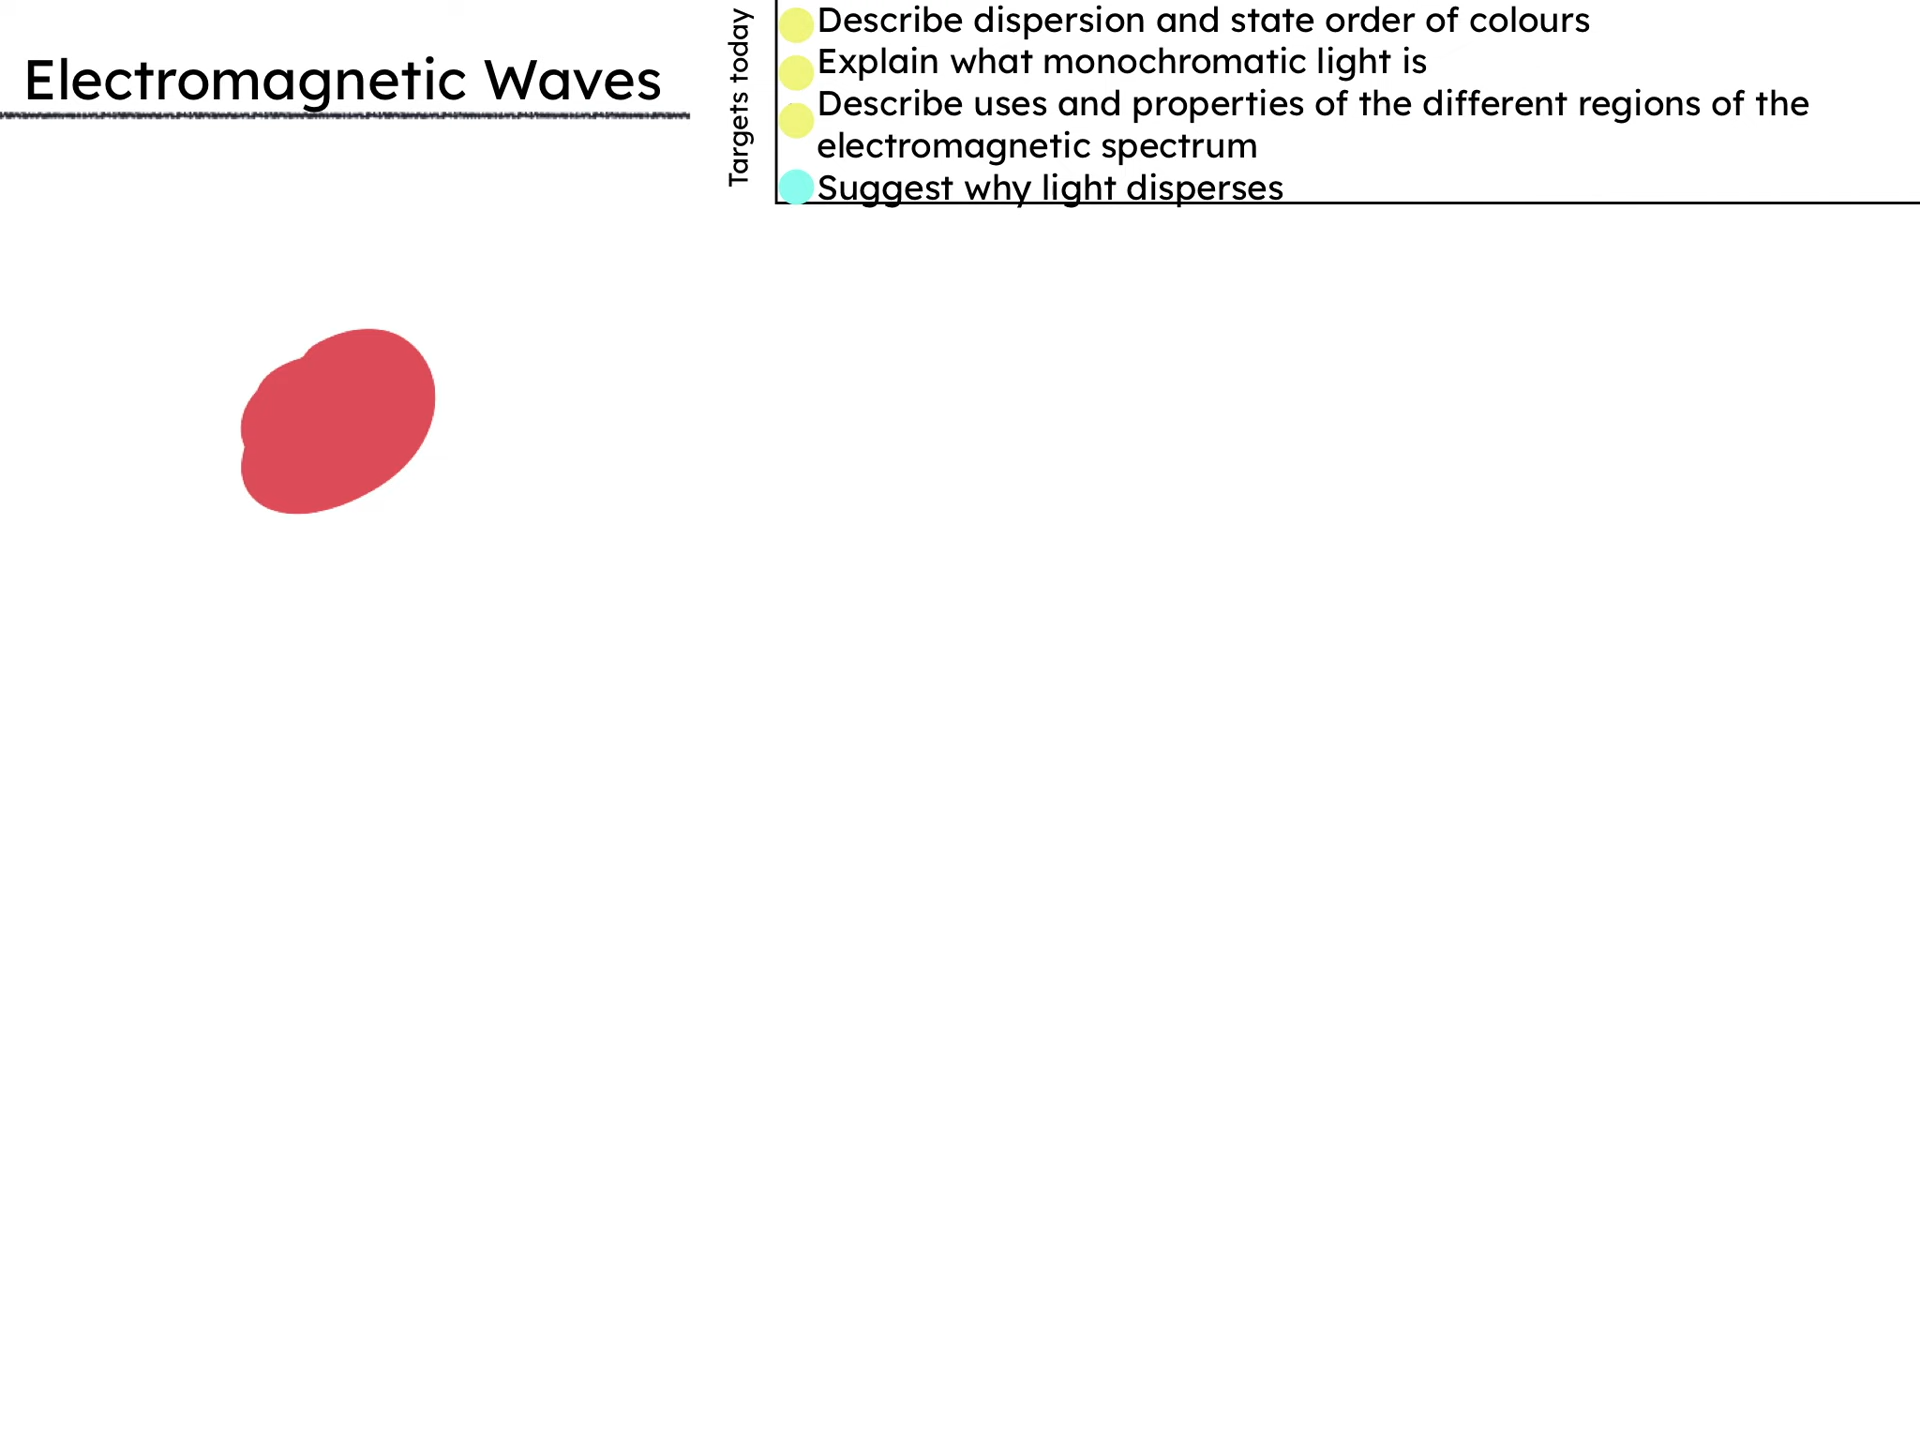 Electromagnetic Waves
Targets today
Describe dispersion and state order of colours
Explain what monochromatic light is
Describe uses and properties of the different regions of the
electromagnetic spectrum
Suggest why light disperses